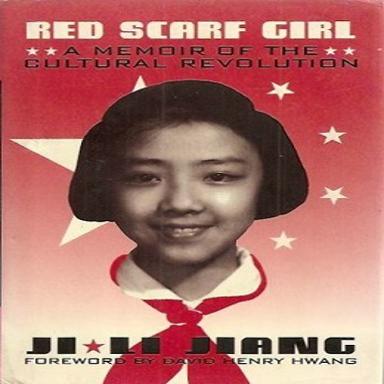 RED SCARF GIRL
A MEMOIR OF THE
CULTURAL REVOLUTION
JI★LI JIANG
FOREWORD BY DAVID HENRY HWANG